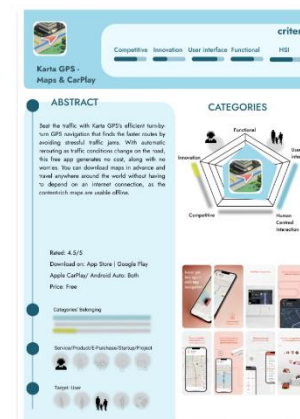 criter
Competitive Innovation User interface Functional HSI
Karta GPS -
Maps & CarPlay
ABSTRACT
Beat the traffic with Karta GPS's efficient turn-by-
turn GPS navigation that finds the faster routes by
avoiding stressful traffic jams. With automatic
rerouting as traffic conditions change on the road,
this free app generates no cost, along with no
worries. You can download maps in advance and
travel anywhere around the world without having
to depend on an internet connection, as the
content-rich maps are usable offline.
Rated: 4.5/5
Download on: App Store | Google Play
Apple CarPlay/ Android Auto: Both
Price: Free
Categories' Belonging
Service/Product/E-Purchase/Startup/Project
Target User
CATEGORIES
Functional
User
inte
Innovation
Competitive
Human
Centred
Interaction